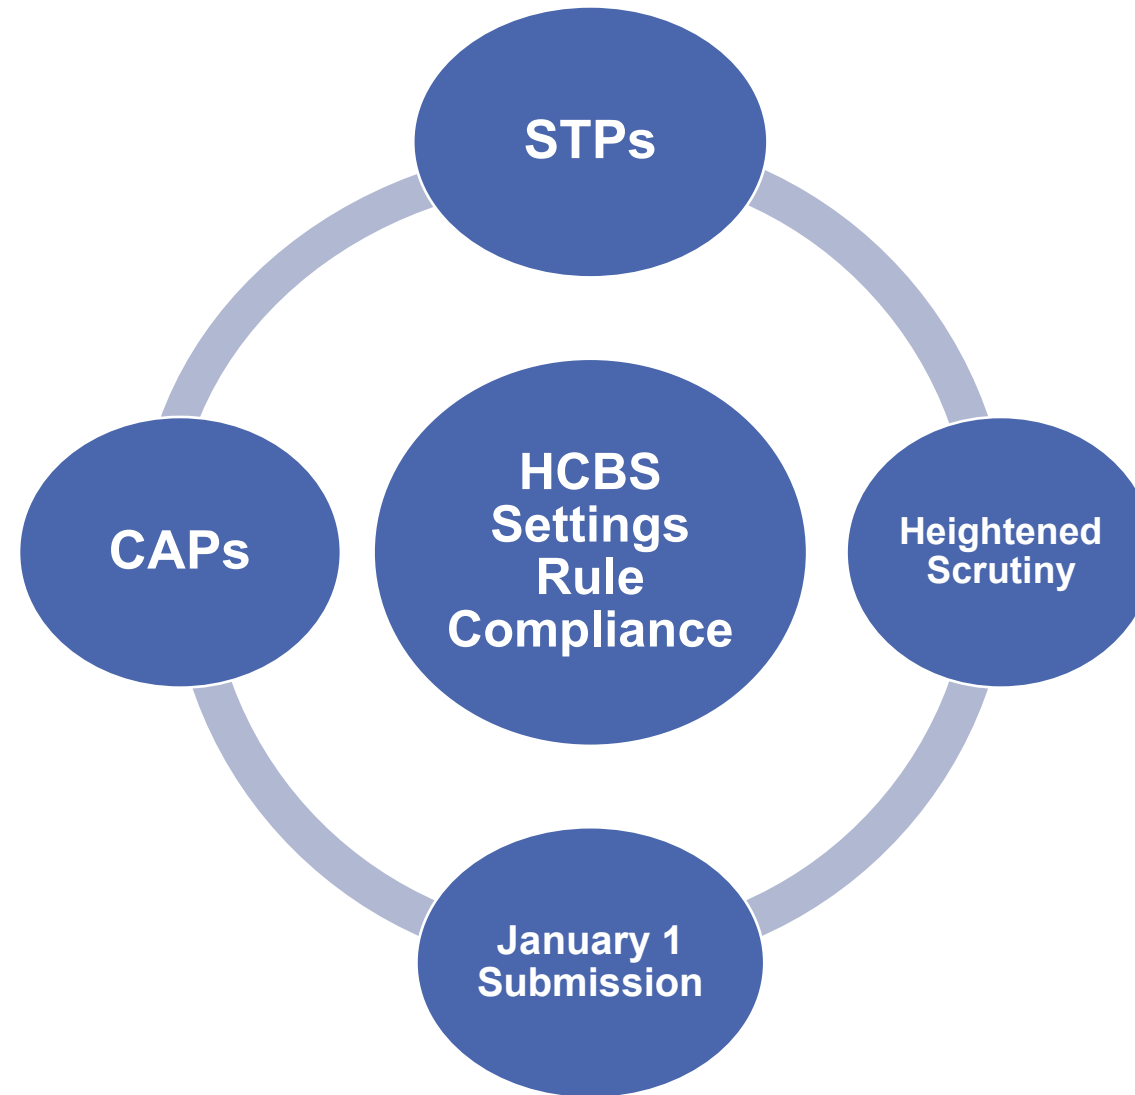 STPs
HCBS
Settings
Rule
Compliance
CAPs
Heightened
Scrutiny
January 1
Submission